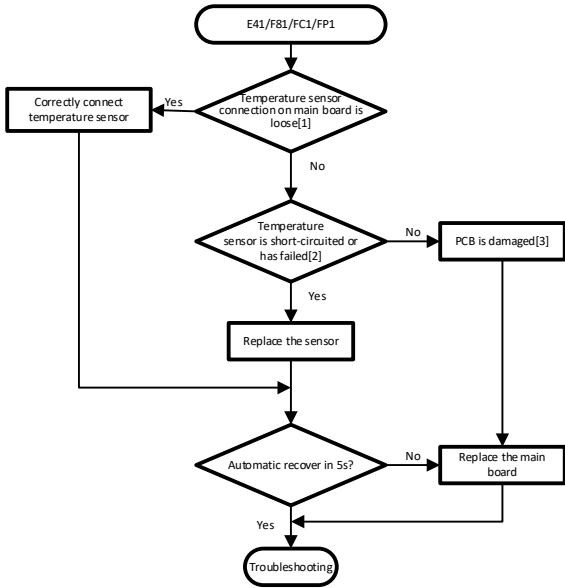 E41/F81/FC1/FP1
Temperature sensor
connection on main board is
loose[1]
Yes
Correctly connect
temperature sensor
No
Temperature
sensor is short-circuited or
has failed[2]
No
PCB is damaged[3]
Yes
Replace the sensor
Automatic recover in 5s?
No
Replace the main
board
Yes
Troubleshooting